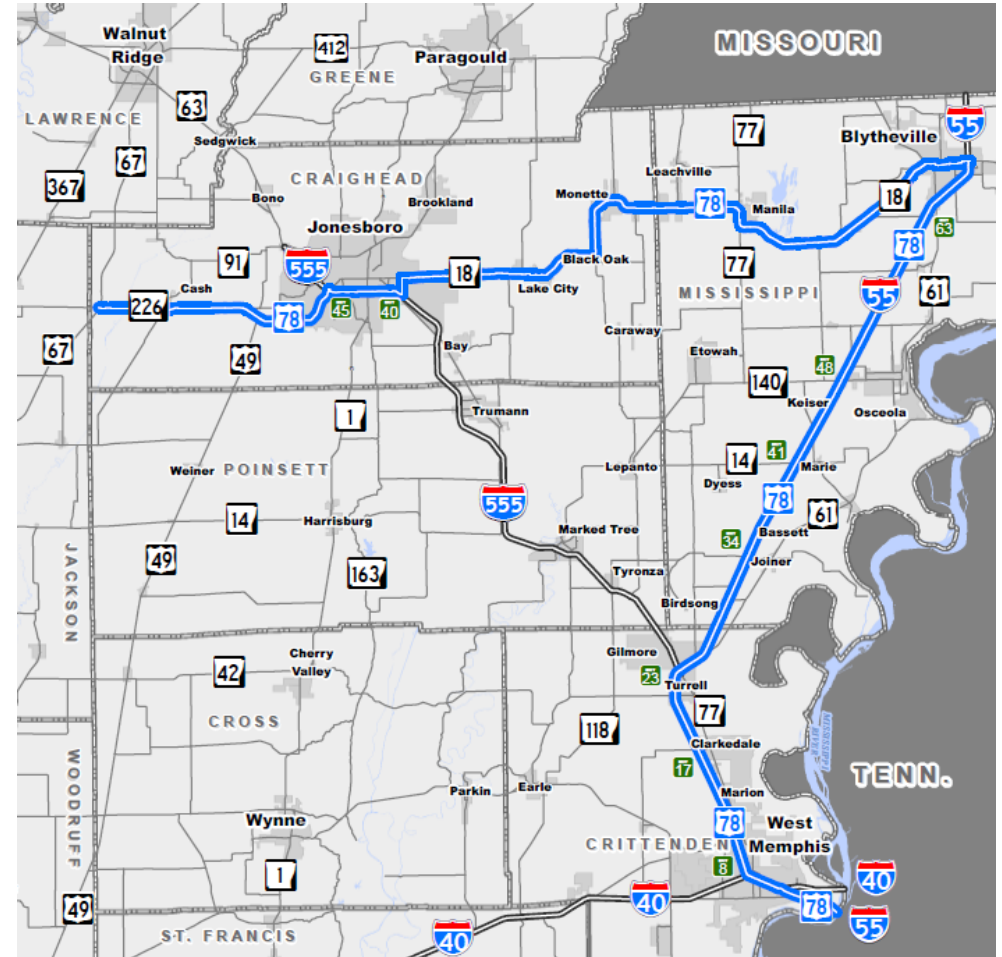 Walnut
Ridge
412
Paragould
MISSOURI
GREENE
63
LAWRENCE
Sedgwick
67
367
77
Blytheville
55
CRAIGHEAD
Leachville
Bono
Brookland
Monette
78
Manila
18
Jonesboro
63
78
91
555
18
Black Oak
77
Lake City
MISSISSIPPI
55
61
Cash
226
78
45
40
67
49
Bay
Caraway
Etowah
48
140
Keiser
Osceola
1
Trumann
Weiner
POINSETT
Lepanto
14
41
Marie
Dyess
78
61
14
Harrisburg
555
Marked Tree
34
Bassett
JACKSON
49
163
Tyronza
Joiner
Birdsong
Cherry
Valley
42
Gilmore
23
Turrell
CROSS
118
77
Clarkedale
17
MISSISSIPPI
RIVER
TENN.
WOODRUFF
Parkin
Earle
Marion
Wynne
78
West
Memphis
CRITTENDEN
8
1
40
40
78
55
49
ST. FRANCIS
40